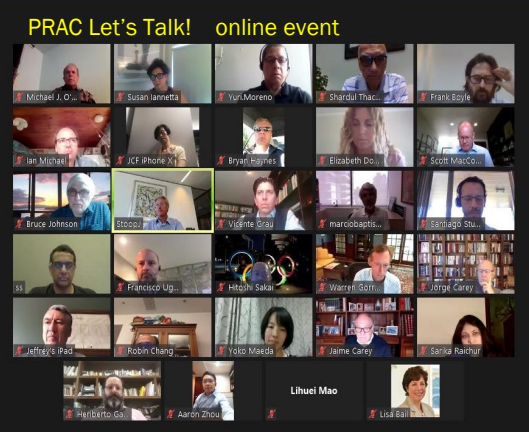 PRAC Let's Talk! online event
Michael J. O'...
Susan Iannetta
Yuri.Moreno
Shardul Thac...
Frank Boyle
Ian Michael
JCF iPhone X
Bryan Haynes
Elizabeth Do...
Scott MacCo...
Bruce Johnson
StoopJ
Vicente Grau
marciobaptis...
Santiago Stu...
ss
Francisco Ug...
Hitoshi Sakai
Warren Gorr...
Jorge Carey
Jeffrey's iPad
Robin Chang
Yoko Maeda
Jaime Carey
Sarika Raichur
Heriberto Ga...
Aaron Zhou
Lihuei Mao
Lisa Bail